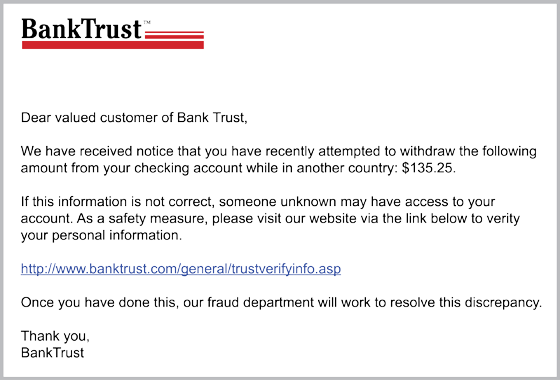 BankTrust™
Dear valued customer of Bank Trust,
We have received notice that you have recently attempted to withdraw the following
amount from your checking account while in another country: $135.25.
If this information is not correct, someone unknown may have access to your
account. As a safety measure, please visit our website via the link below to verity
your personal information.
http://www.banktrust.com/general/trustverifyinfo.asp
Once you have done this, our fraud department will work to resolve this discrepancy.
Thank you,
BankTrust